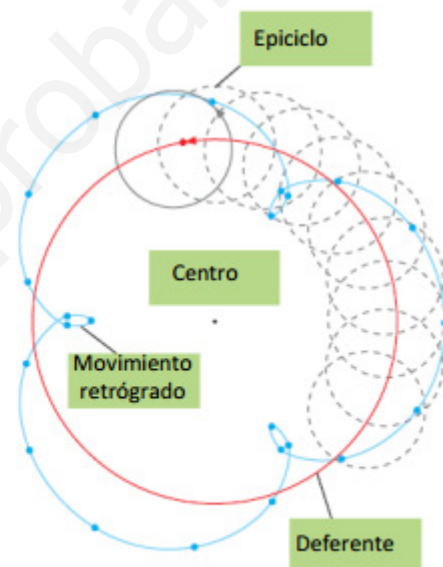 Epiciclo
Centro
Movimiento
retrógrado
Deferente